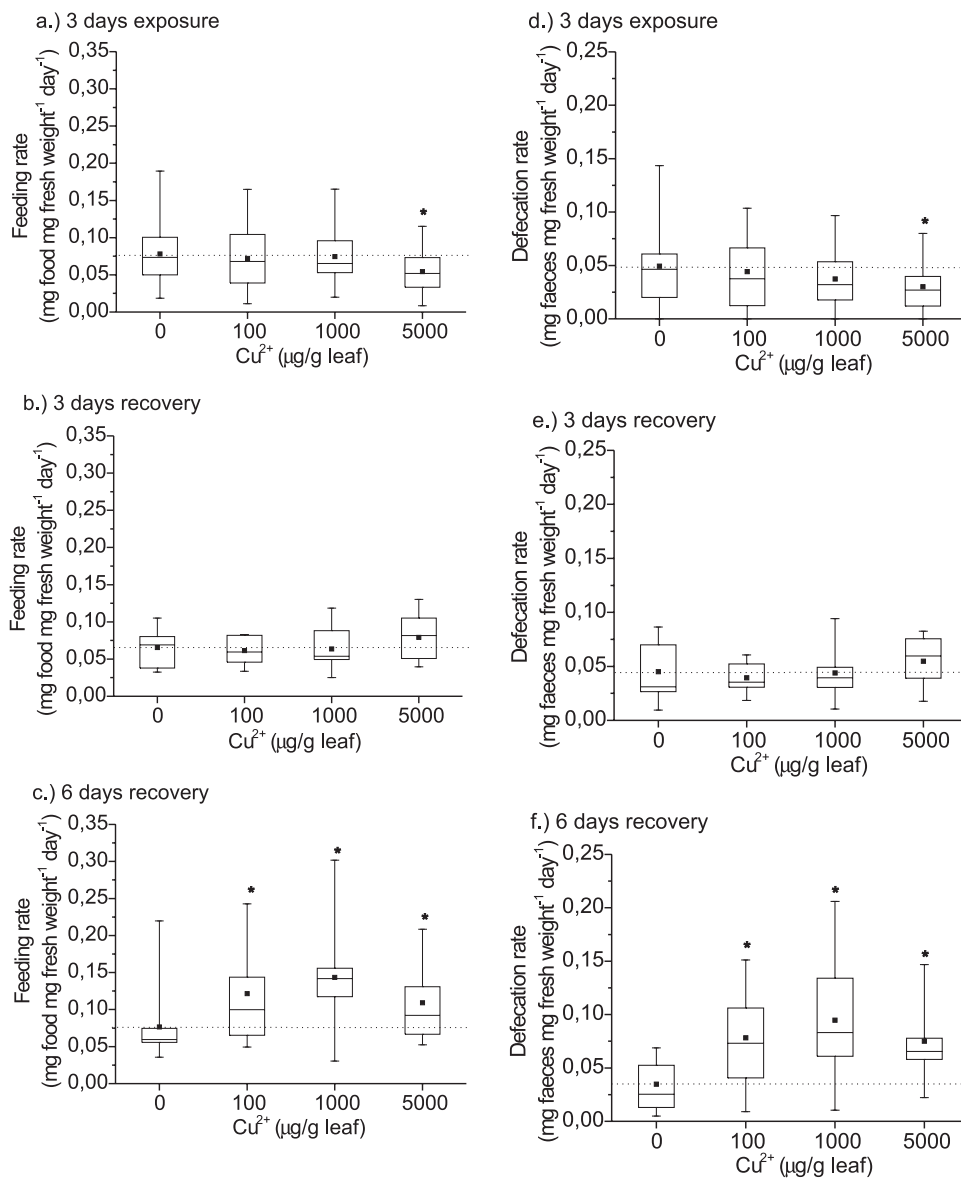 a.) 3 days exposure
Feeding rate
(mg food mg fresh weight⁻¹ day⁻¹)
0,35
0,30
0,25
0,20
0,15
0,10
0,05
0,00
*
0 100 1000 5000
Cu²⁺ (µg/g leaf)
d.) 3 days exposure
Defecation rate
(mg faeces mg fresh weight⁻¹ day⁻¹)
0,25
0,20
0,15
0,10
0,05
0,00
*
0 100 1000 5000
Cu²⁺ (µg/g leaf)
b.) 3 days recovery
Feeding rate
(mg food mg fresh weight⁻¹ day⁻¹)
0,35
0,30
0,25
0,20
0,15
0,10
0,05
0,00
0 100 1000 5000
Cu²⁺ (µg/g leaf)
e.) 3 days recovery
Defecation rate
(mg faeces mg fresh weight⁻¹ day⁻¹)
0,25
0,20
0,15
0,10
0,05
0,00
0 100 1000 5000
Cu²⁺ (µg/g leaf)
c.) 6 days recovery
Feeding rate
(mg food mg fresh weight⁻¹ day⁻¹)
0,35
0,30
0,25
0,20
0,15
0,10
0,05
0,00
* * *
0 100 1000 5000
Cu²⁺ (µg/g leaf)
f.) 6 days recovery
Defecation rate
(mg faeces mg fresh weight⁻¹ day⁻¹)
0,25
0,20
0,15
0,10
0,05
0,00
* * *
0 100 1000 5000
Cu²⁺ (µg/g leaf)